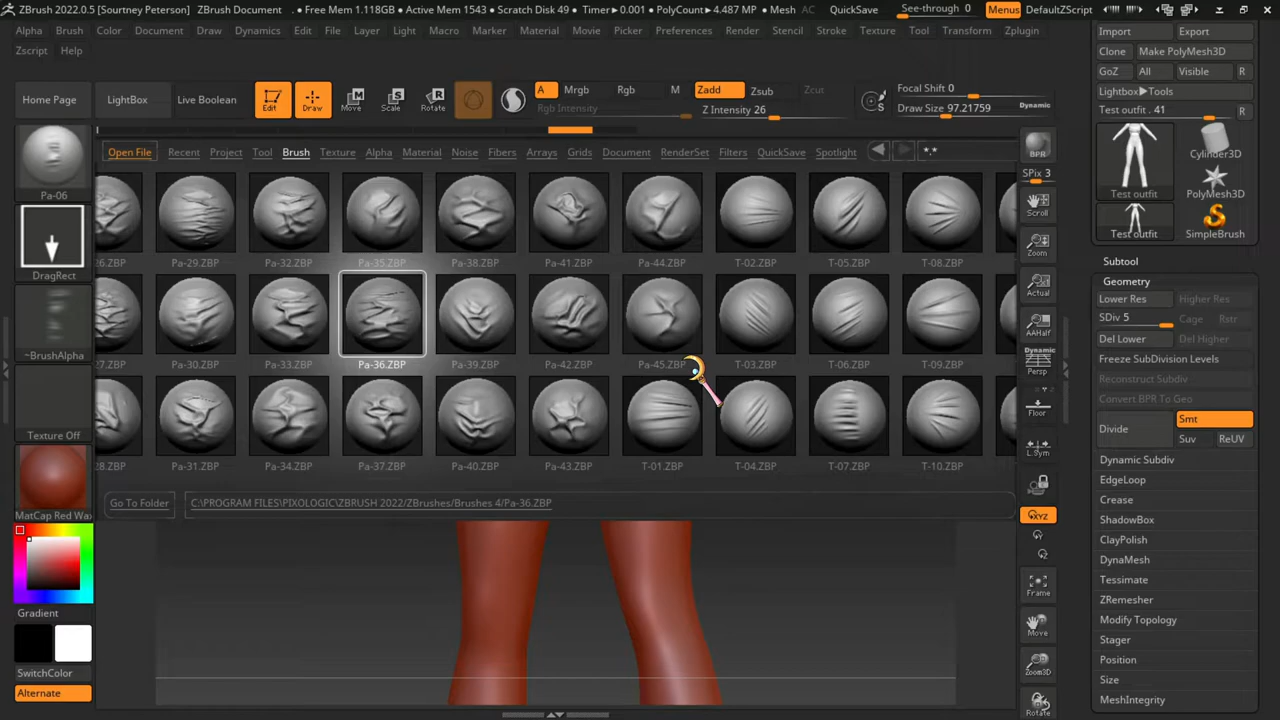 ZBrush 2022.0.5 [Sourtney Peterson] ZBrush Document • Free Mem 1.118GB • Active Mem 1543 • Scratch Disk 49 • Timer▶0.001 • PolyCount▶4.487 MP • Mesh ▶ AC QuickSave See-through 0 Menus DefaultZScript
Alpha Brush Color Document Draw Dynamics Edit File Layer Light Macro Marker Material Movie Picker Preferences Render Stencil Stroke Texture Tool Transform Zplugin
Zscript Help
Import Export
Clone Make PolyMesh3D
GoZ All Visible R
Lightbox▶Tools
Test outfit . 41 R
Home Page LightBox Live Boolean Edit Draw Move Scale Rotate A Mrgb Rgb M Zadd Zsub Zcut Focal Shift 0
Rgb Intensity Z Intensity 26 Draw Size 97.21759 Dynamic
Open File Recent Project Tool Brush Texture Alpha Material Noise Fibers Arrays Grids Document RenderSet Filters QuickSave Spotlight *.*
Pa-06
DragRect
~BrushAlpha
Texture Off
MatCap Red Wa
Gradient
SwitchColor
Alternate
26.ZBP Pa-29.ZBP Pa-32.ZBP Pa-35.ZBP Pa-38.ZBP Pa-41.ZBP Pa-44.ZBP T-02.ZBP T-05.ZBP T-08.ZBP
27.ZBP Pa-30.ZBP Pa-33.ZBP Pa-36.ZBP Pa-39.ZBP Pa-42.ZBP Pa-45.ZBP T-03.ZBP T-06.ZBP T-09.ZBP
28.ZBP Pa-31.ZBP Pa-34.ZBP Pa-37.ZBP Pa-40.ZBP Pa-43.ZBP T-01.ZBP T-04.ZBP T-07.ZBP T-10.ZBP
Go To Folder C:\PROGRAM FILES\PIXOLOGIC\ZBRUSH 2022/ZBrushes/Brushes 4/Pa-36.ZBP
BPR
SPix 3
Scroll
Zoom
Actual
AAHalf
Dynamic
Persp
Floor
L.Sym
XYZ
Frame
Move
Zoom3D
Rotate
Test outfit Cylinder3D
PolyMesh3D
Test outfit SimpleBrush
Subtool
Geometry
Lower Res Higher Res
SDiv 5 Cage Rstr
Del Lower Del Higher
Freeze SubDivision Levels
Reconstruct Subdiv
Convert BPR To Geo
Divide Smt
Suv ReUV
Dynamic Subdiv
EdgeLoop
Crease
ShadowBox
ClayPolish
DynaMesh
Tessimate
ZRemesher
Modify Topology
Stager
Position
Size
MeshIntegrity